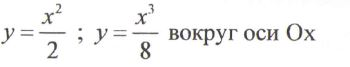 y = x²/2 ; y = x³/8 вокруг оси Ox